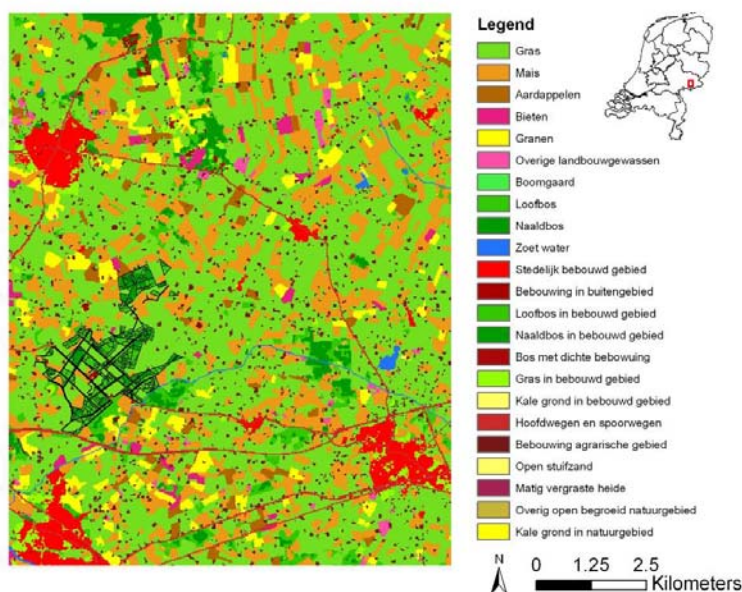 Legend
Gras
Mais
Aardappelen
Bieten
Granen
Overige landbouwgewassen
Boomgaard
Loofbos
Naaldbos
Zoet water
Stedelijk bebouwd gebied
Bebouwing in buitengebied
Loofbos in bebouwd gebied
Naaldbos in bebouwd gebied
Bos met dichte bebowuing
Gras in bebouwd gebied
Kale grond in bebouwd gebied
Hoofdwegen en spoorwegen
Bebouwing agrarische gebied
Open stuifzand
Matig vergraste heide
Overig open begroeid natuurgebied
Kale grond in natuurgebied
N
0 1.25 2.5
Kilometers